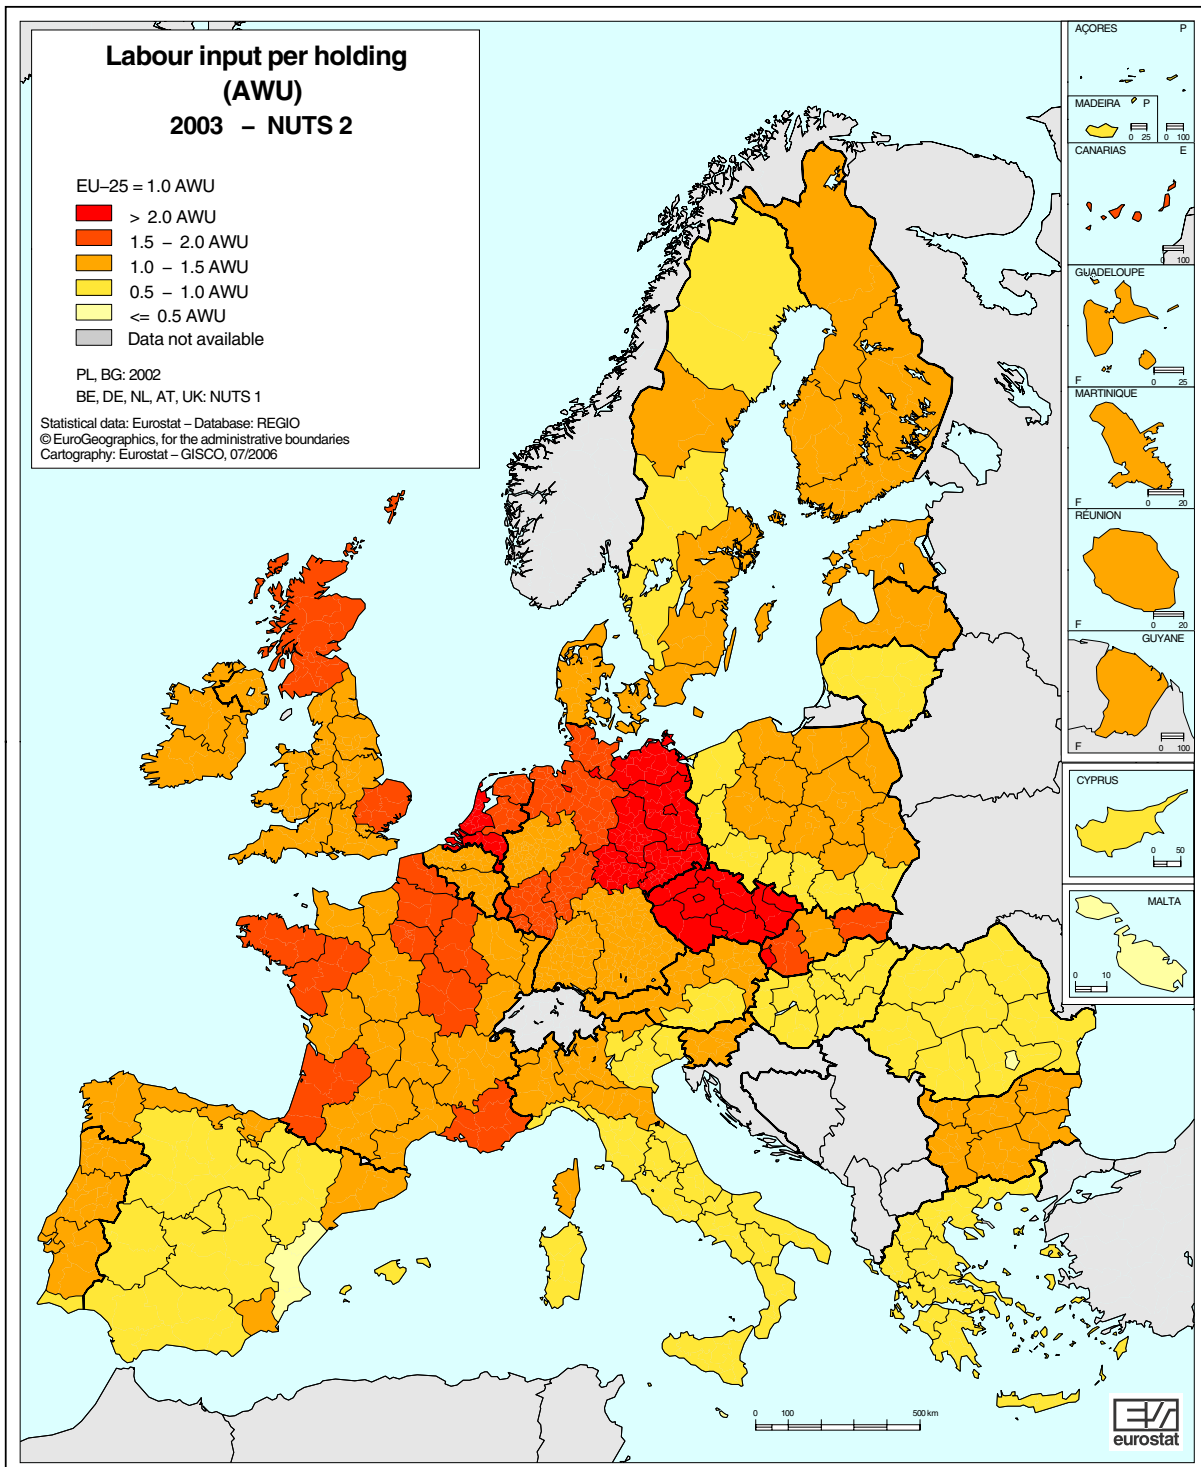 Labour input per holding
(AWU)
2003 – NUTS 2
EU–25 = 1.0 AWU
> 2.0 AWU
1.5 – 2.0 AWU
1.0 – 1.5 AWU
0.5 – 1.0 AWU
<= 0.5 AWU
Data not available
PL, BG: 2002
BE, DE, NL, AT, UK: NUTS 1
Statistical data: Eurostat – Database: REGIO
© EuroGeographics, for the administrative boundaries
Cartography: Eurostat – GISCO, 07/2006
AÇORES P
MADEIRA P
0 25
0 100
CANARIAS E
0 100
GUADELOUPE
F
0 25
MARTINIQUE
F
0 20
RÉUNION
F
0 20
GUYANE
F
0 100
CYPRUS
0 50
MALTA
0 10
0 100 500 km
eurostat